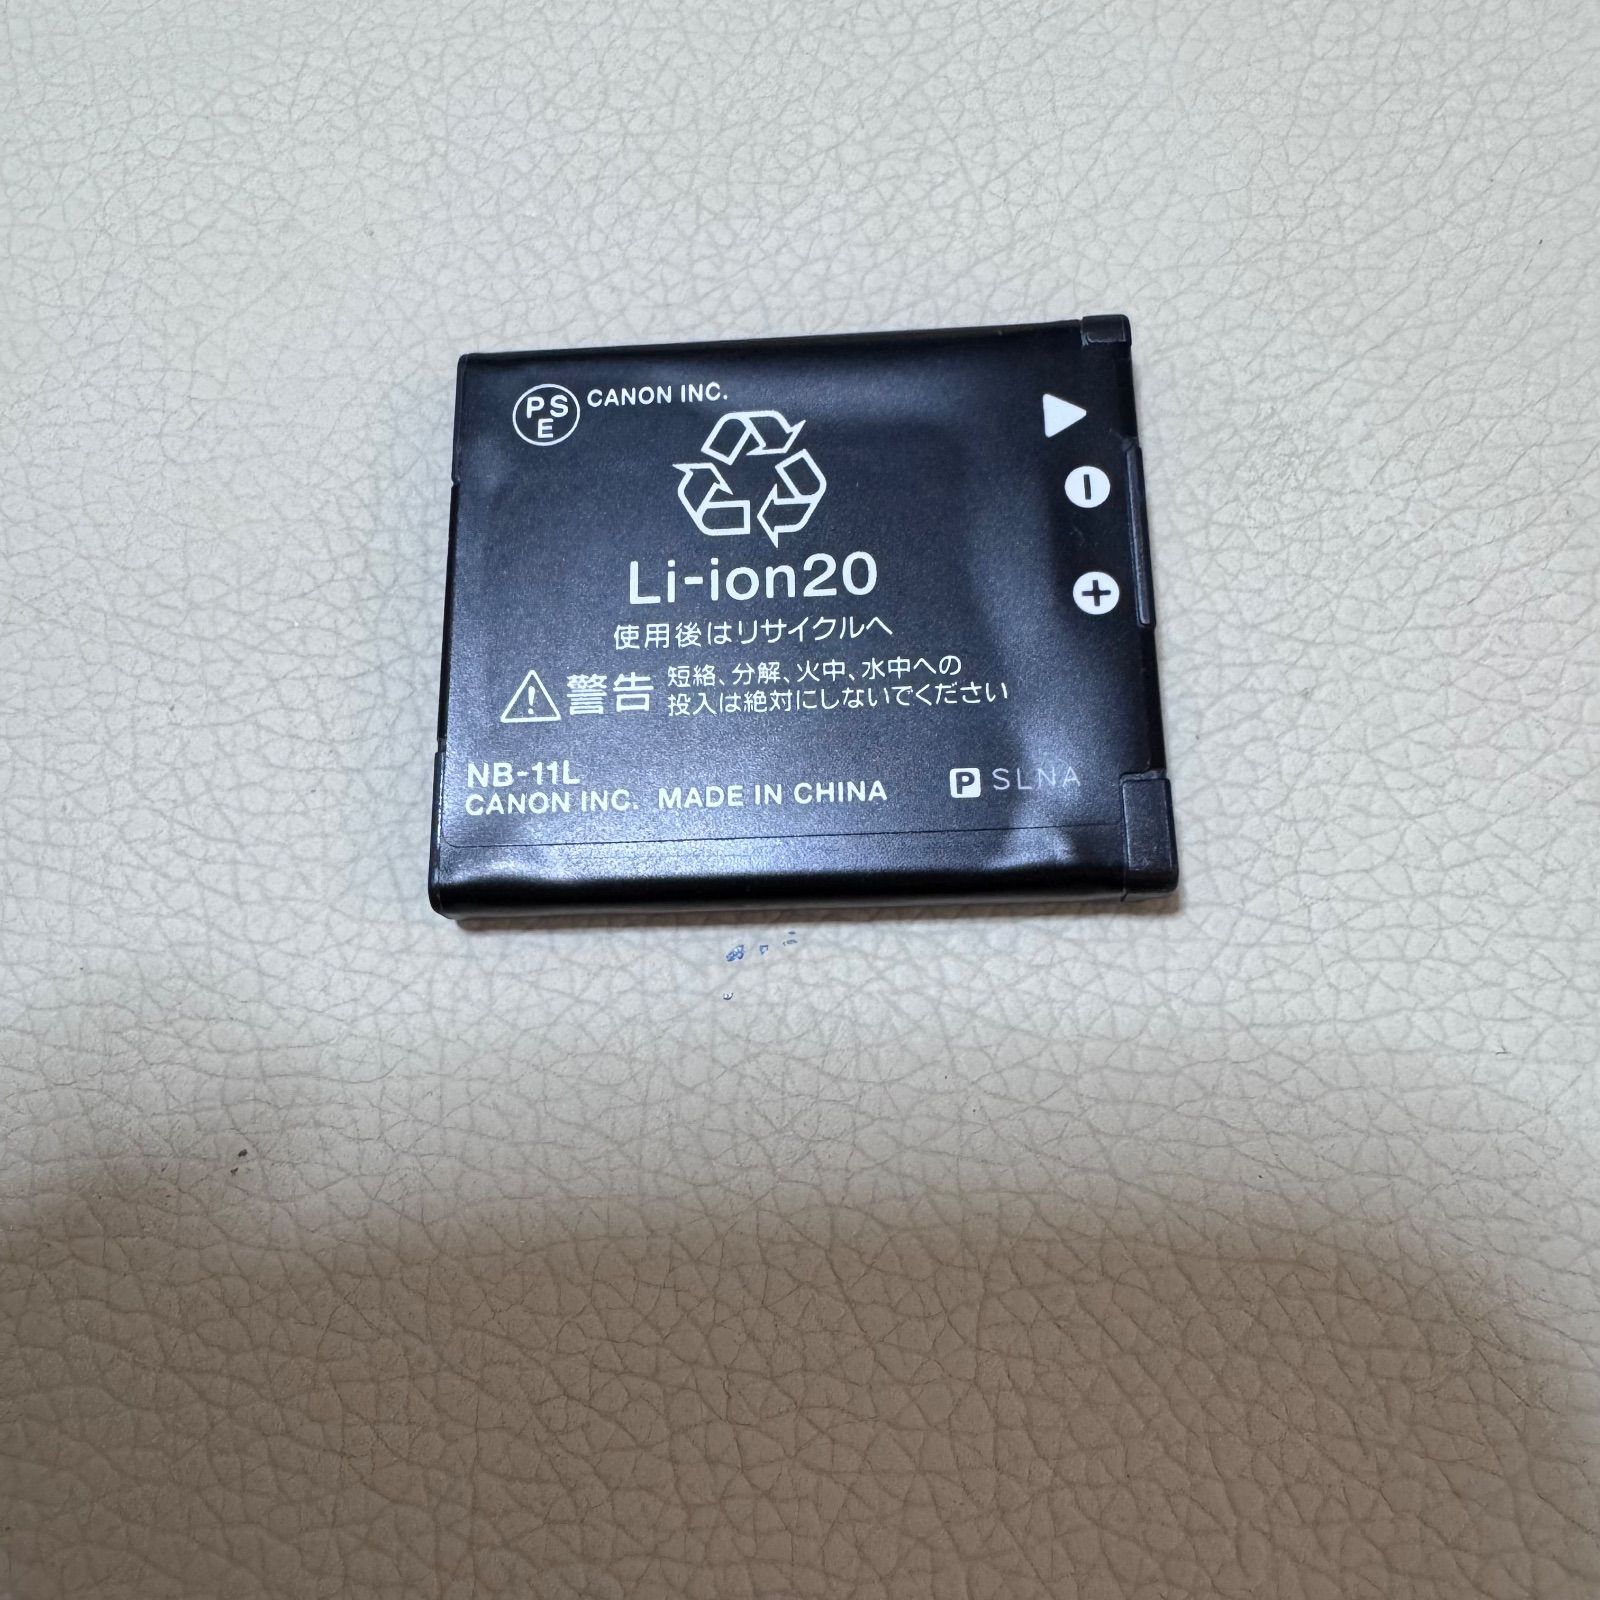 PSE CANON INC.
Li-ion20
使用後はリサイクルへ
警告 短絡、分解、火中、水中への
投入は絶対にしないでください
NB-11L
CANON INC. MADE IN CHINA P SLNA